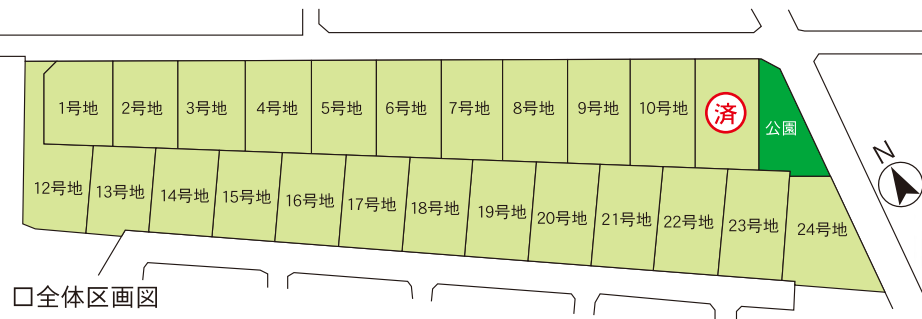 1号地 2号地 3号地 4号地 5号地 6号地 7号地 8号地 9号地 10号地 済 公園
12号地 13号地 14号地 15号地 16号地 17号地 18号地 19号地 20号地 21号地 22号地 23号地 24号地
N
□全体区画図